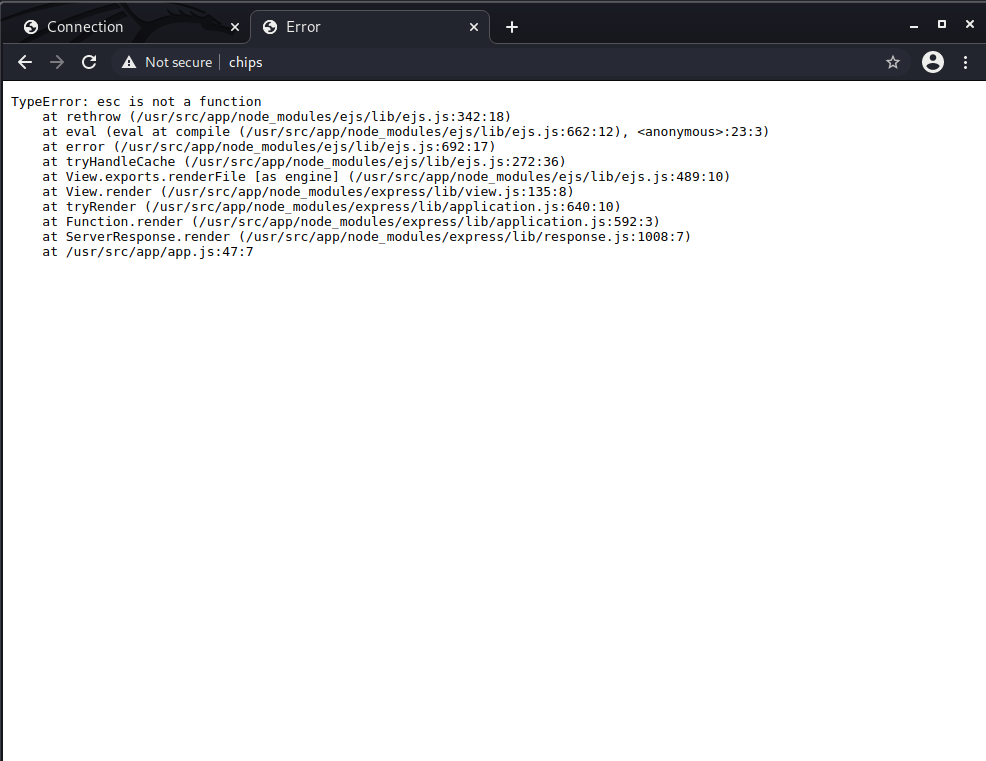 Connection
Error
Not secure
chips
TypeError: esc is not a function
    at rethrow (/usr/src/app/node_modules/ejs/lib/ejs.js:342:18)
    at eval (eval at compile (/usr/src/app/node_modules/ejs/lib/ejs.js:662:12), <anonymous>:23:3)
    at error (/usr/src/app/node_modules/ejs/lib/ejs.js:692:17)
    at tryHandleCache (/usr/src/app/node_modules/ejs/lib/ejs.js:272:36)
    at View.exports.renderFile [as engine] (/usr/src/app/node_modules/ejs/lib/ejs.js:489:10)
    at View.render (/usr/src/app/node_modules/express/lib/view.js:135:8)
    at tryRender (/usr/src/app/node_modules/express/lib/application.js:640:10)
    at Function.render (/usr/src/app/node_modules/express/lib/application.js:592:3)
    at ServerResponse.render (/usr/src/app/node_modules/express/lib/response.js:1008:7)
    at /usr/src/app/app.js:47:7